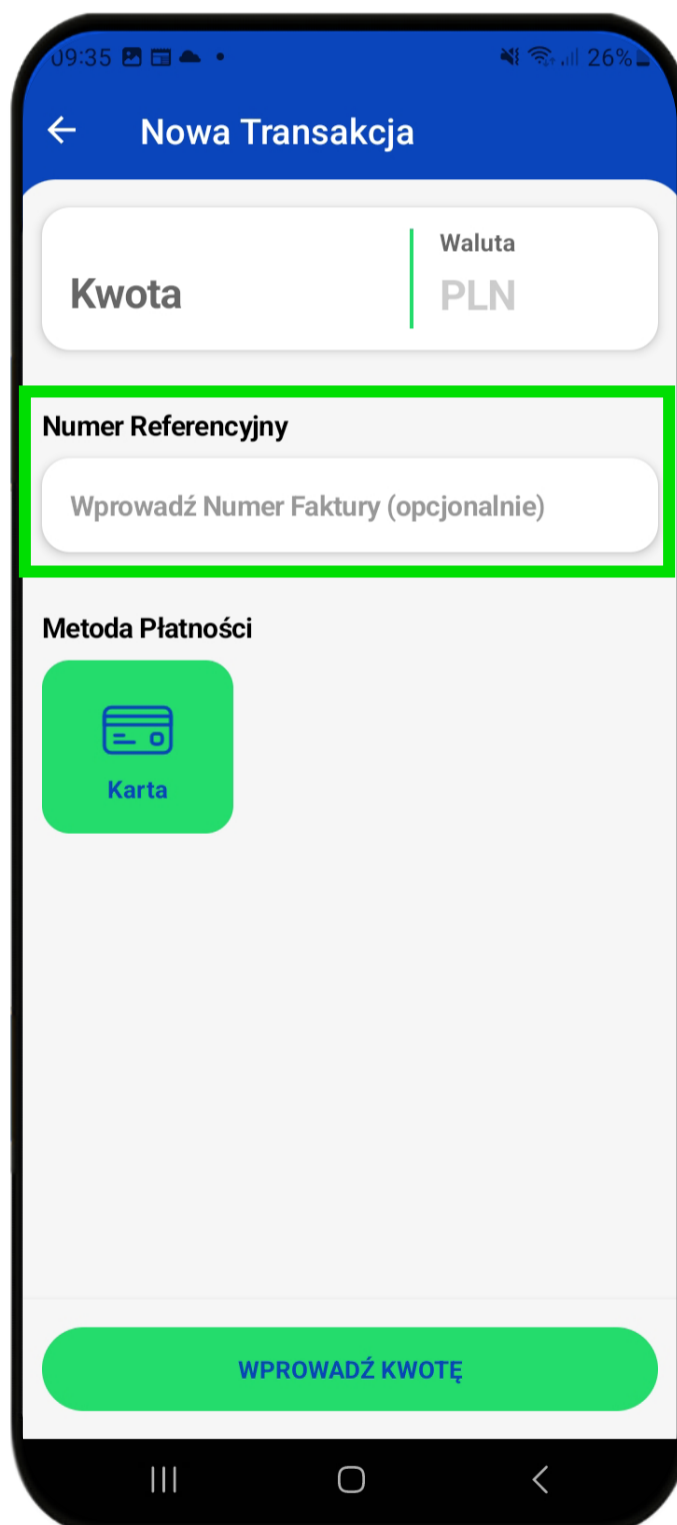 09:35
26%
Nowa Transakcja
Waluta
Kwota
PLN
Numer Referencyjny
Wprowadź Numer Faktury (opcjonalnie)
Metoda Płatności
Karta
WPROWADŹ KWOTĘ